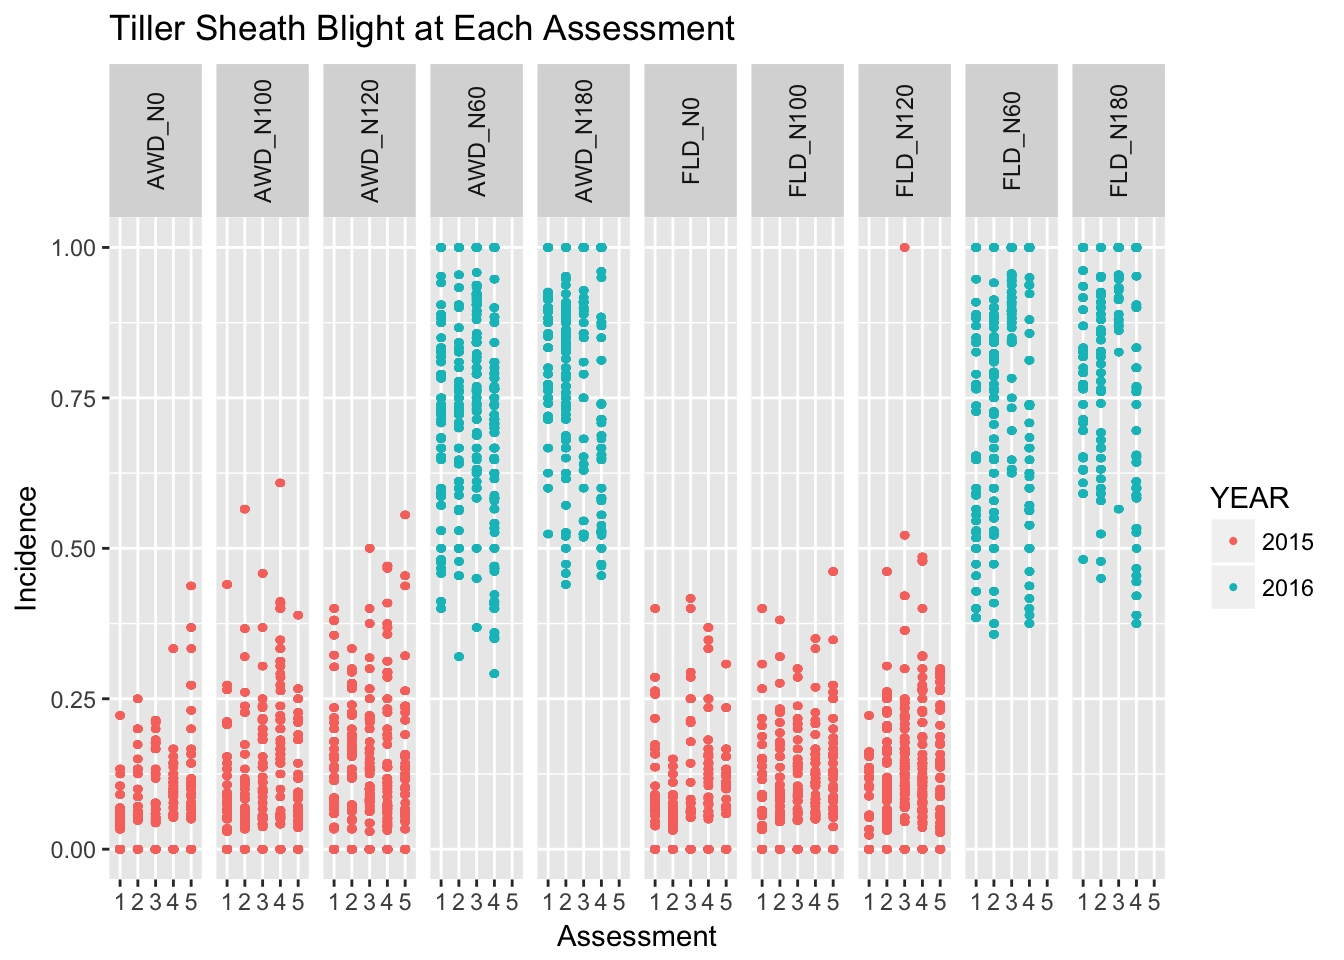 Tiller Sheath Blight at Each Assessment
AWD_N0
AWD_N100
AWD_N120
AWD_N60
AWD_N180
FLD_N0
FLD_N100
FLD_N120
FLD_N60
FLD_N180
1.00
0.75
0.50
0.25
0.00
Incidence
1 2 3 4 5 1 2 3 4 5 1 2 3 4 5 1 2 3 4 5 1 2 3 4 5 1 2 3 4 5 1 2 3 4 5 1 2 3 4 5 1 2 3 4 5 1 2 3 4 5
Assessment
YEAR
2015
2016